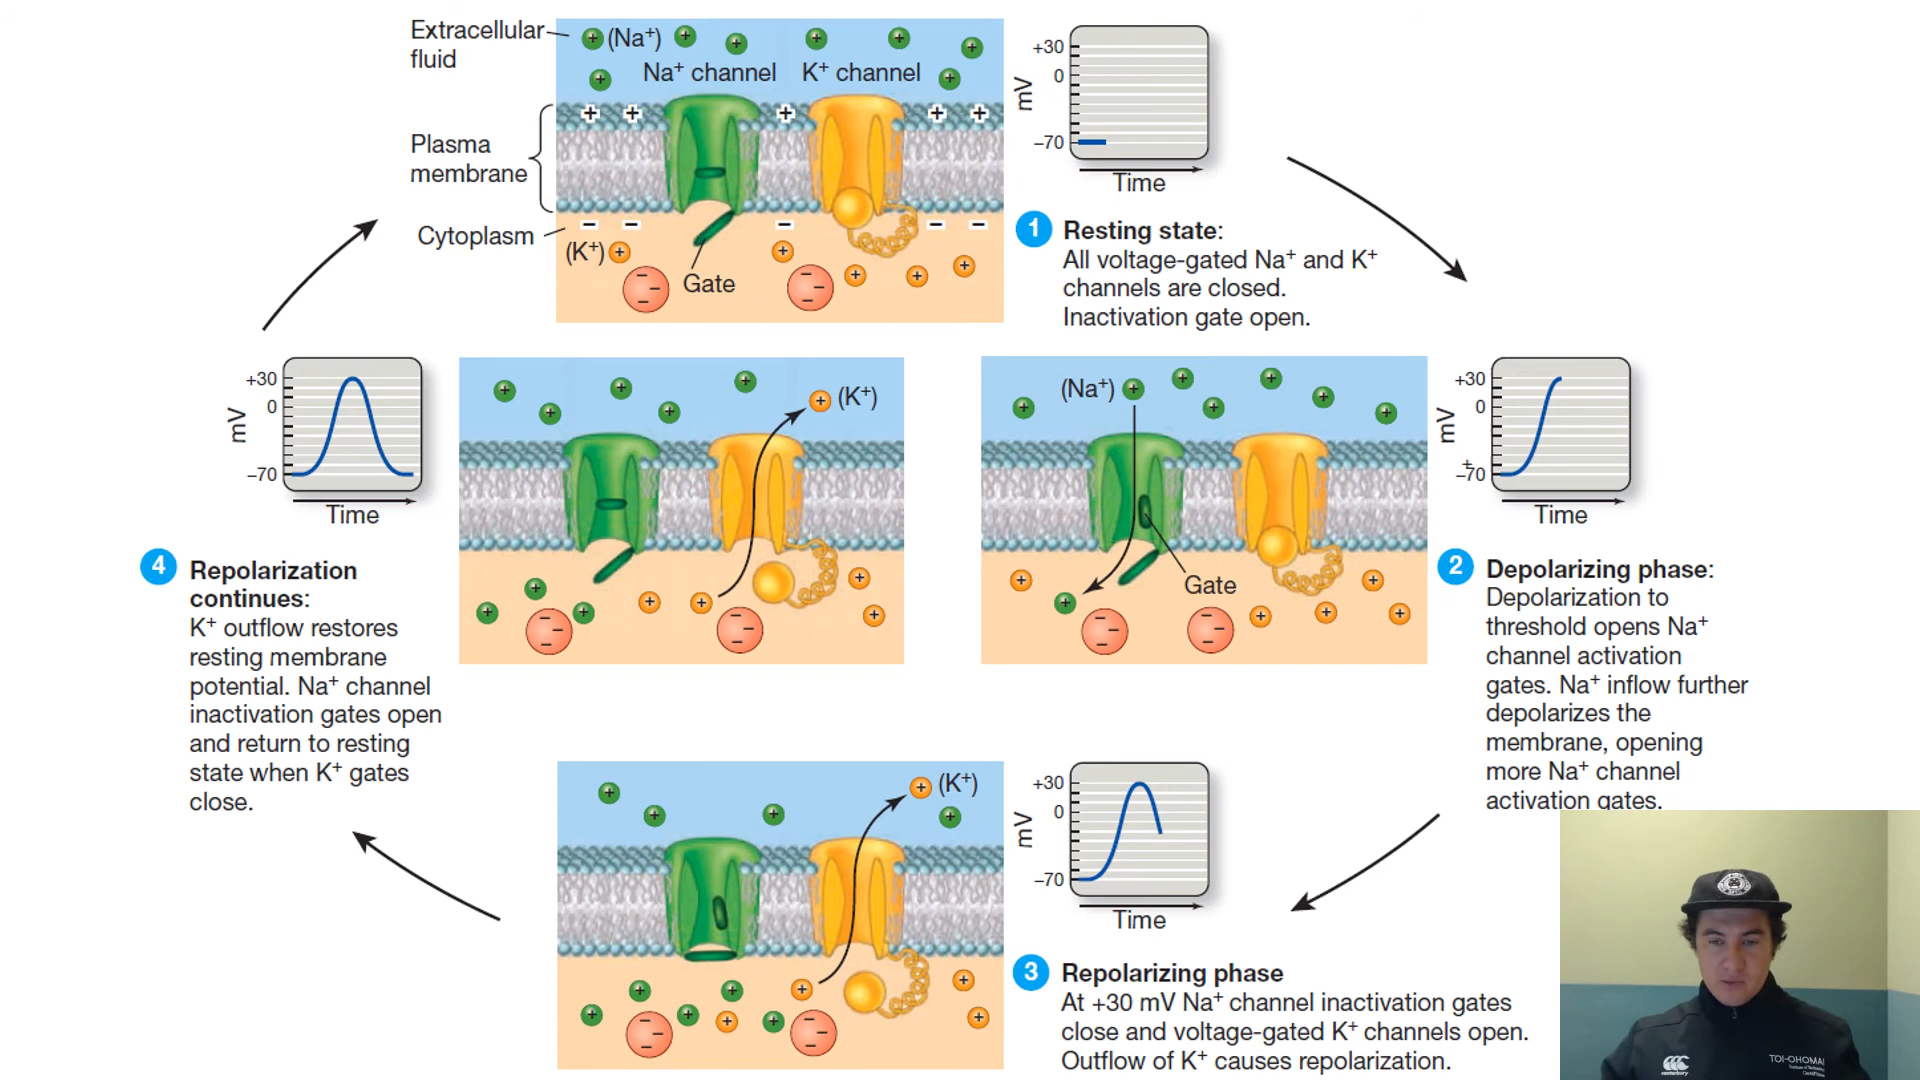 Extracellular
fluid
(Na⁺)
Na⁺ channel
K⁺ channel
Plasma
membrane
Cytoplasm
(K⁺)
Gate
+30
0
−70
mV
Time
1
Resting state:
All voltage-gated Na⁺ and K⁺
channels are closed.
Inactivation gate open.
(Na⁺)
Gate
+30
0
−70
mV
Time
2
Depolarizing phase:
Depolarization to
threshold opens Na⁺
channel activation
gates. Na⁺ inflow further
depolarizes the
membrane, opening
more Na⁺ channel
activation gates.
(K⁺)
+30
0
−70
mV
Time
3
Repolarizing phase
At +30 mV Na⁺ channel inactivation gates
close and voltage-gated K⁺ channels open.
Outflow of K⁺ causes repolarization.
(K⁺)
+30
0
−70
mV
Time
4
Repolarization
continues:
K⁺ outflow restores
resting membrane
potential. Na⁺ channel
inactivation gates open
and return to resting
state when K⁺ gates
close.
TOI-OHOMAI